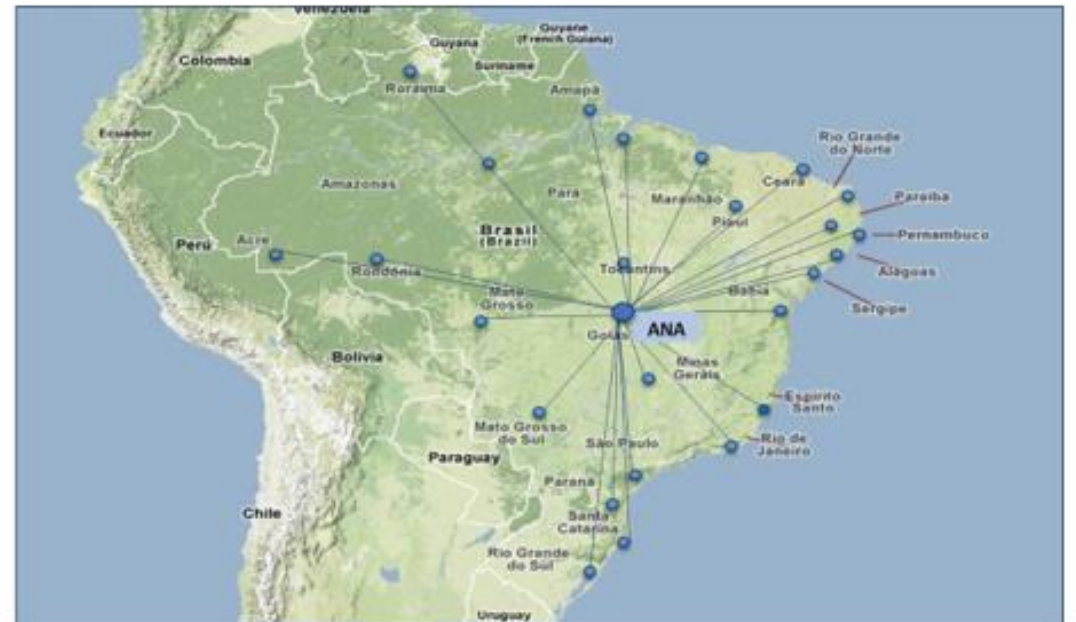 Venezuela
Guyane
(French Guiana)
Guyana
Colombia
Suriname
Roraima
Amapá
Ecuador
Rio Grande
do Norte
Amazonas
Pará
Maranhão
Ceará
Piauí
Paraíba
Brasil
(Brazil)
Pernambuco
Perú
Acre
Rondônia
Tocantins
Alagoas
Mato
Grosso
Bahia
Sergipe
Goiás
ANA
Bolivia
Minas
Gerais
Espírito
Santo
Mato Grosso
do Sul
São Paulo
Rio de
Janeiro
Paraguay
Paraná
Chile
Santa
Catarina
Rio Grande
do Sul
Uruguay